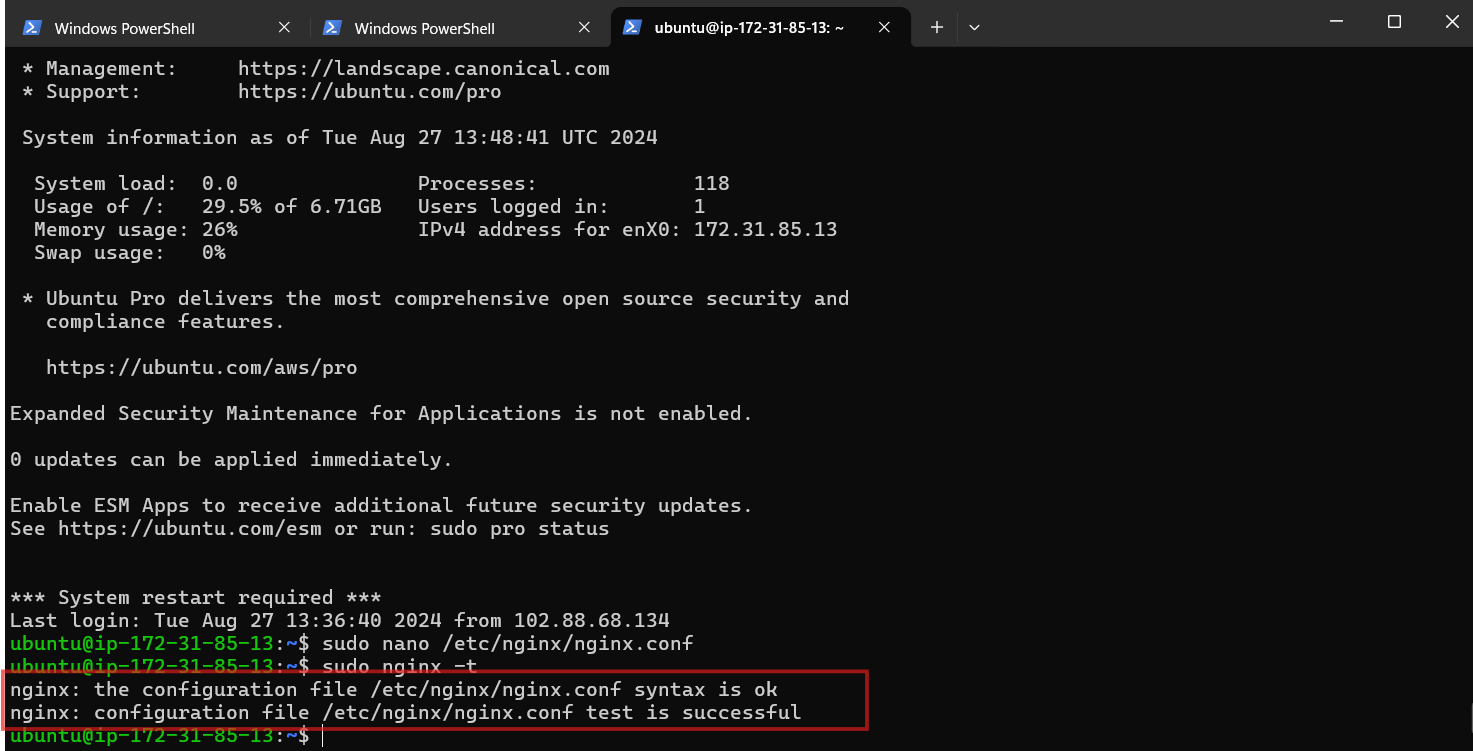 Windows PowerShell
Windows PowerShell
ubuntu@ip-172-31-85-13: ~
* Management:     https://landscape.canonical.com
* Support:        https://ubuntu.com/pro
System information as of Tue Aug 27 13:48:41 UTC 2024
System load:  0.0               Processes:             118
Usage of /:   29.5% of 6.71GB   Users logged in:       1
Memory usage: 26%               IPv4 address for enX0: 172.31.85.13
Swap usage:   0%
* Ubuntu Pro delivers the most comprehensive open source security and
compliance features.
https://ubuntu.com/aws/pro
Expanded Security Maintenance for Applications is not enabled.
0 updates can be applied immediately.
Enable ESM Apps to receive additional future security updates.
See https://ubuntu.com/esm or run: sudo pro status
*** System restart required ***
Last login: Tue Aug 27 13:36:40 2024 from 102.88.68.134
ubuntu@ip-172-31-85-13:~$ sudo nano /etc/nginx/nginx.conf
ubuntu@ip-172-31-85-13:~$ sudo nginx -t
nginx: the configuration file /etc/nginx/nginx.conf syntax is ok
nginx: configuration file /etc/nginx/nginx.conf test is successful
ubuntu@ip-172-31-85-13:~$